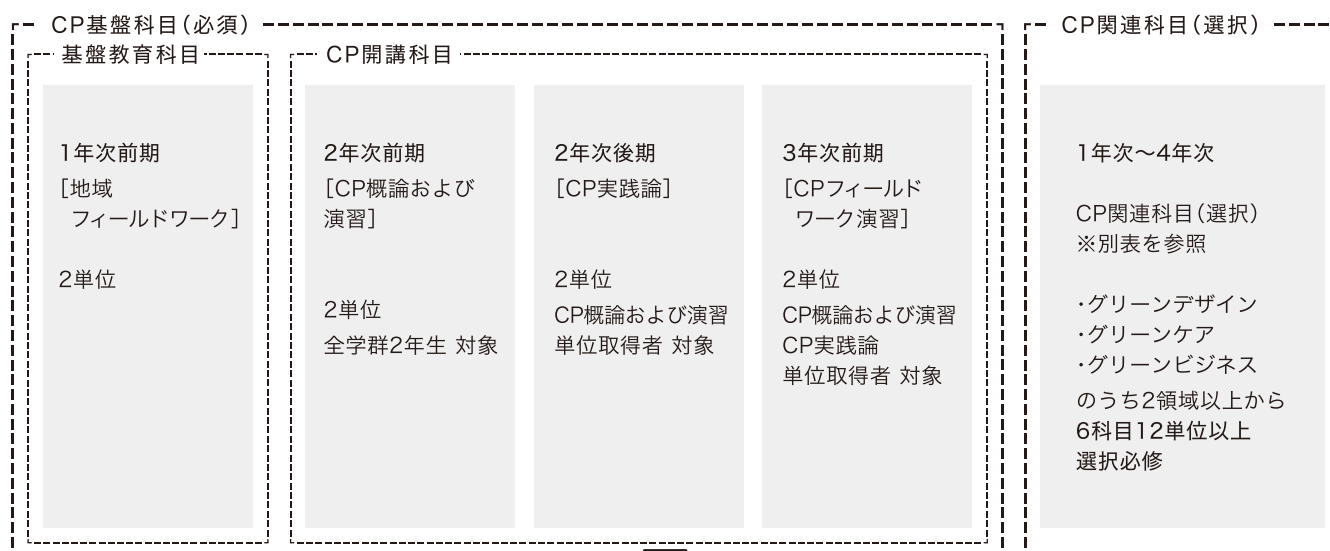 CP基盤科目（必須）
基盤教育科目
1年次前期
［地域
フィールドワーク］
2単位
CP開講科目
2年次前期
［CP概論および
演習］
2単位
全学群2年生 対象
2年次後期
［CP実践論］
2単位
CP概論および演習
単位取得者 対象
3年次前期
［CPフィールド
ワーク演習］
2単位
CP概論および演習
CP実践論
単位取得者 対象
CP関連科目（選択）
1年次～4年次
CP関連科目（選択）
※別表を参照
・グリーンデザイン
・グリーンケア
・グリーンビジネス
のうち2領域以上から
6科目12単位以上
選択必修